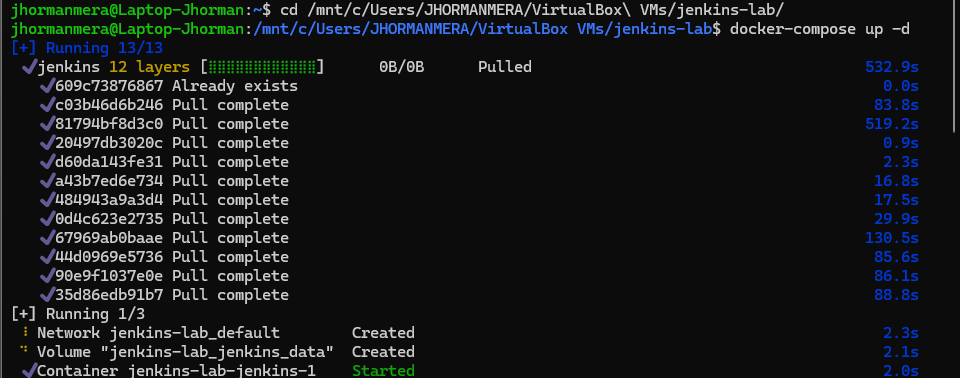 jhormanmera@Laptop-Jhorman:~$ cd /mnt/c/Users/JHORMANMERA/VirtualBox\ VMs/jenkins-lab/
jhormanmera@Laptop-Jhorman:/mnt/c/Users/JHORMANMERA/VirtualBox VMs/jenkins-lab$ docker-compose up -d
[+] Running 13/13
✔jenkins 12 layers [⣿⣿⣿⣿⣿⣿⣿⣿⣿⣿⣿⣿] 0B/0B Pulled 532.9s
✔609c73876867 Already exists 0.0s
✔c03b46d6b246 Pull complete 83.8s
✔81794bf8d3c0 Pull complete 519.2s
✔20497db3020c Pull complete 0.9s
✔d60da143fe31 Pull complete 2.3s
✔a43b7ed6e734 Pull complete 16.8s
✔484943a9a3d4 Pull complete 17.5s
✔0d4c623e2735 Pull complete 29.9s
✔67969ab0baae Pull complete 130.5s
✔44d0969e5736 Pull complete 85.6s
✔90e9f1037e0e Pull complete 86.1s
✔35d86edb91b7 Pull complete 88.8s
[+] Running 1/3
⠸ Network jenkins-lab_default Created 2.3s
⠙ Volume "jenkins-lab_jenkins_data" Created 2.1s
✔Container jenkins-lab-jenkins-1 Started 2.0s